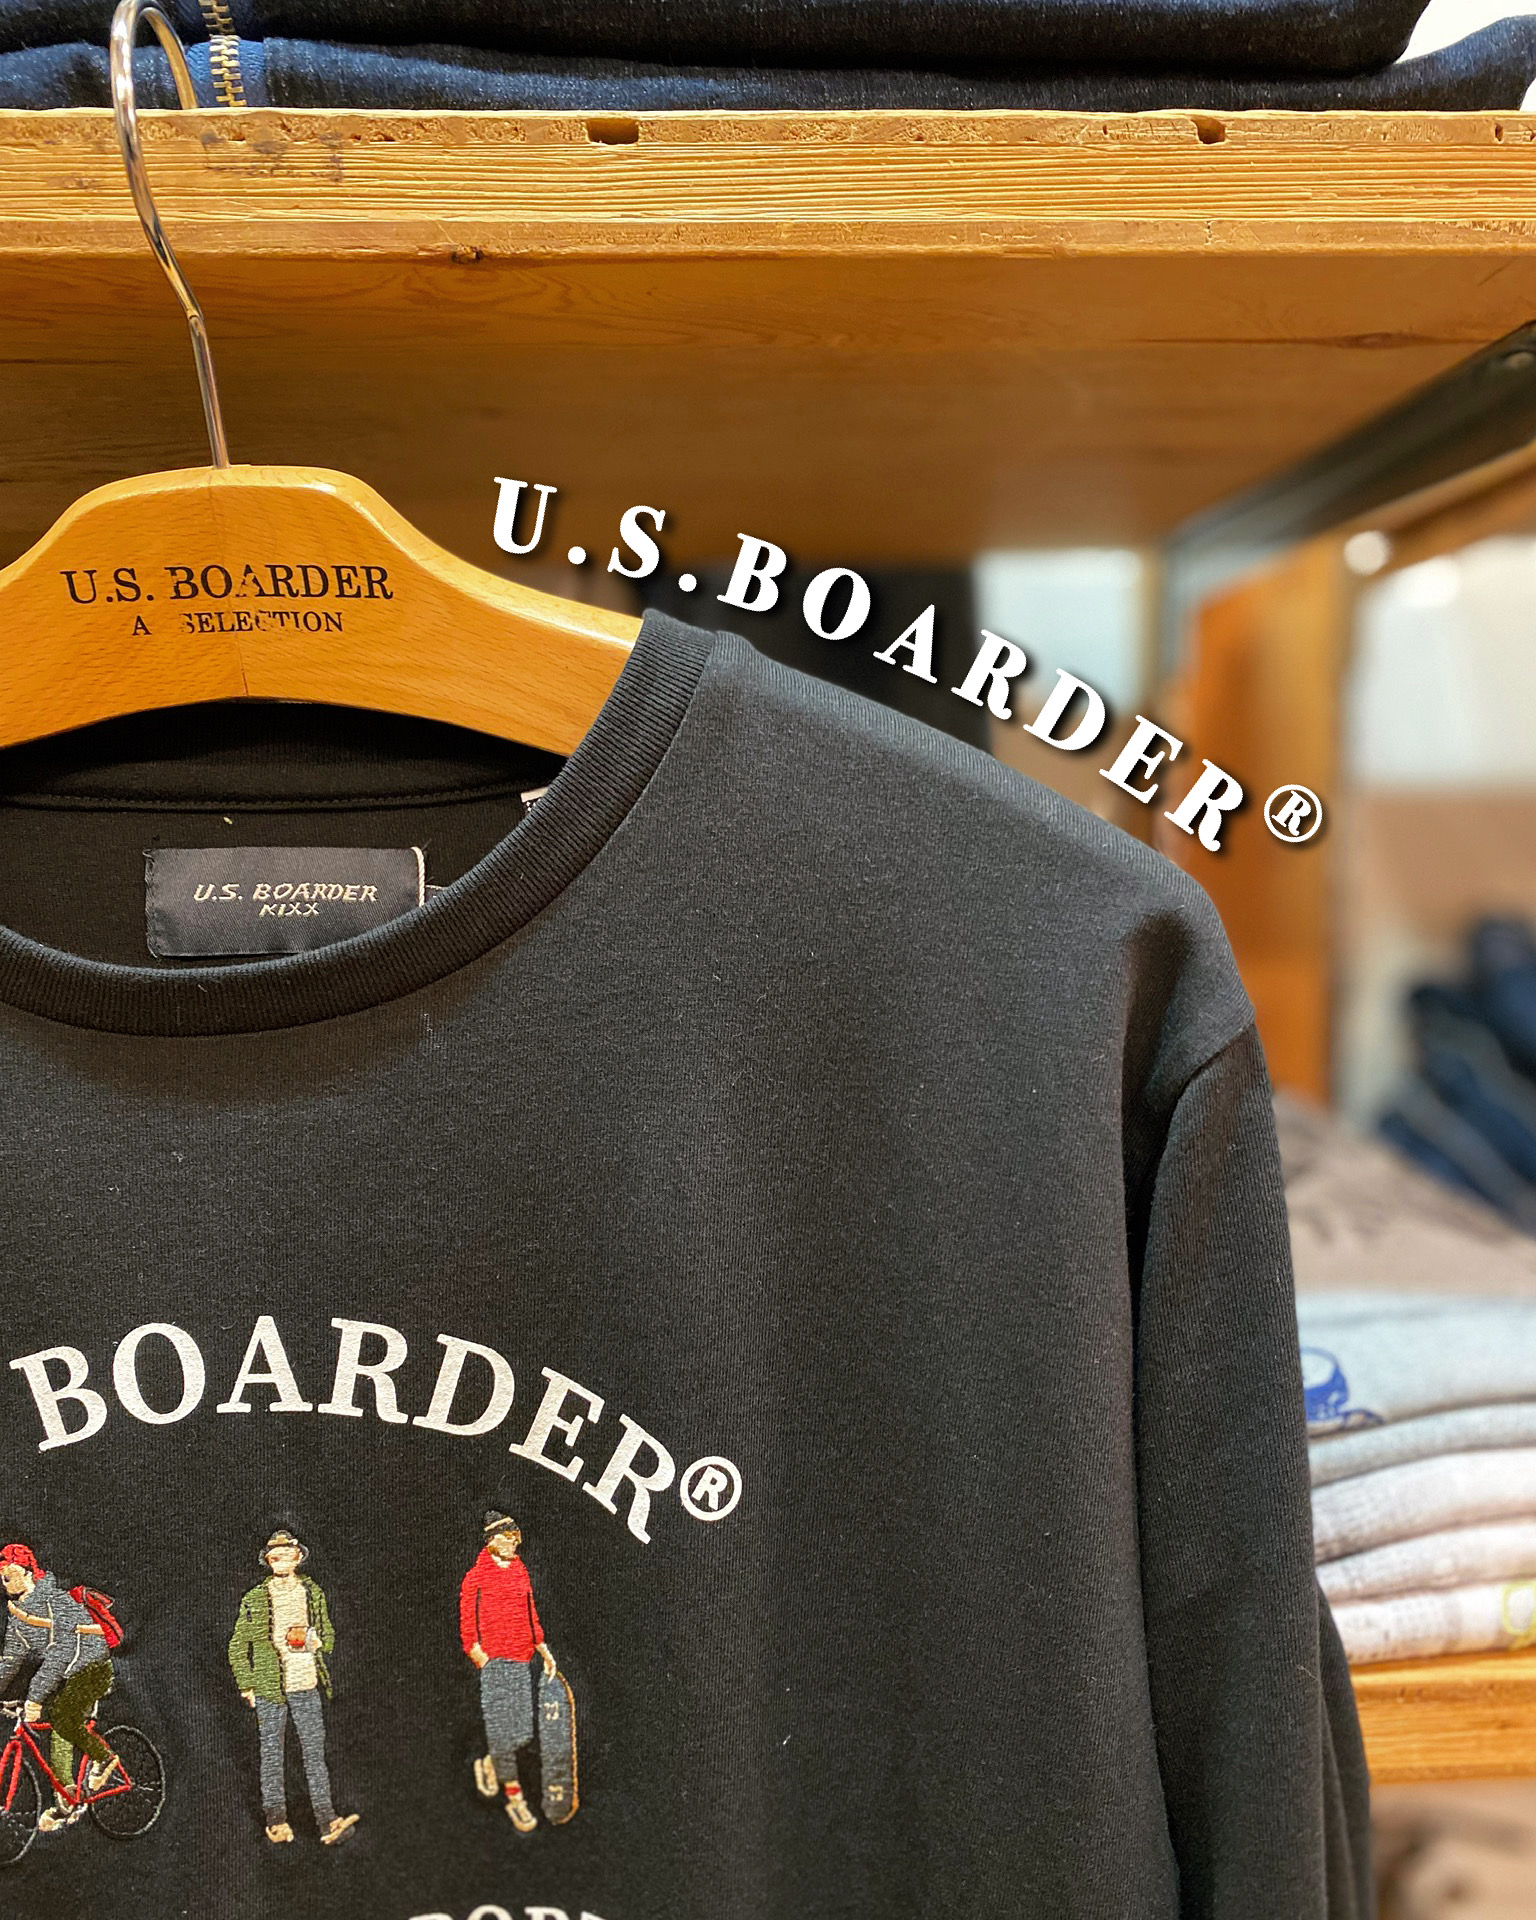 U.S. BOARDER
A SELECTION
U.S.BOARDER®
U.S. BOARDER
KIXX
BOARDER®